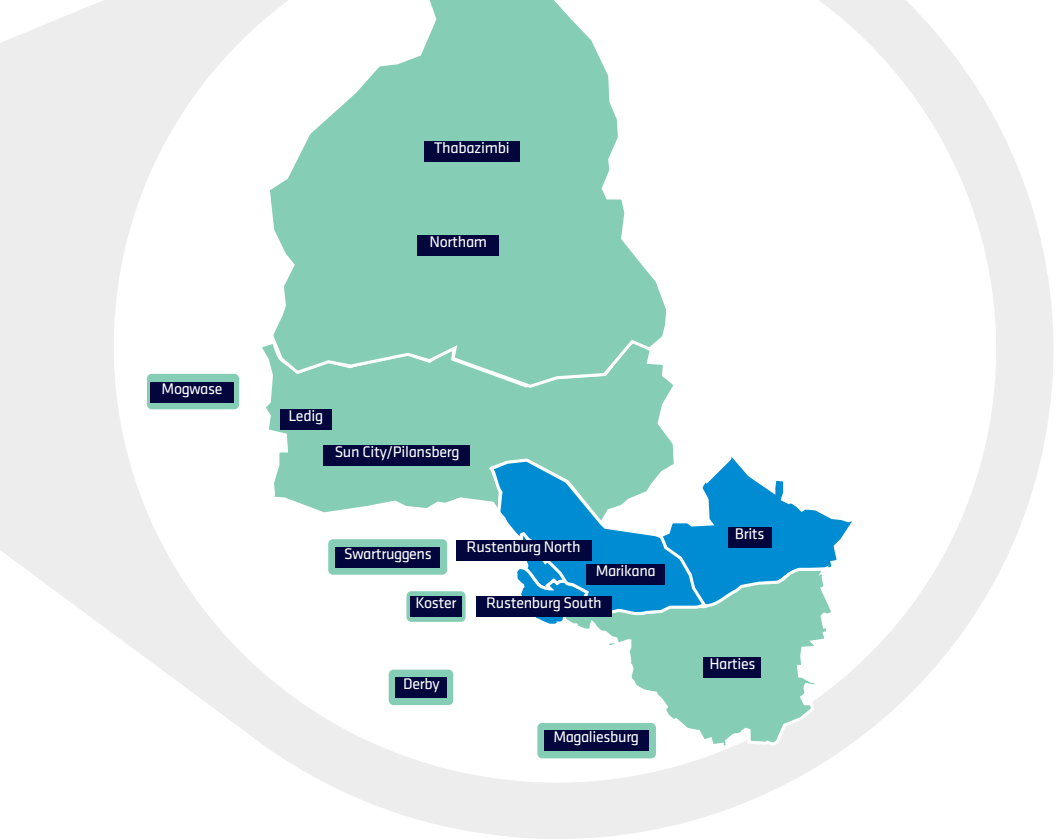 Thabazimbi
Northam
Mogwase
Ledig
Sun City/Pilansberg
Brits
Rustenburg North
Swartruggens
Marikana
Koster
Rustenburg South
Harties
Derby
Magaliesburg